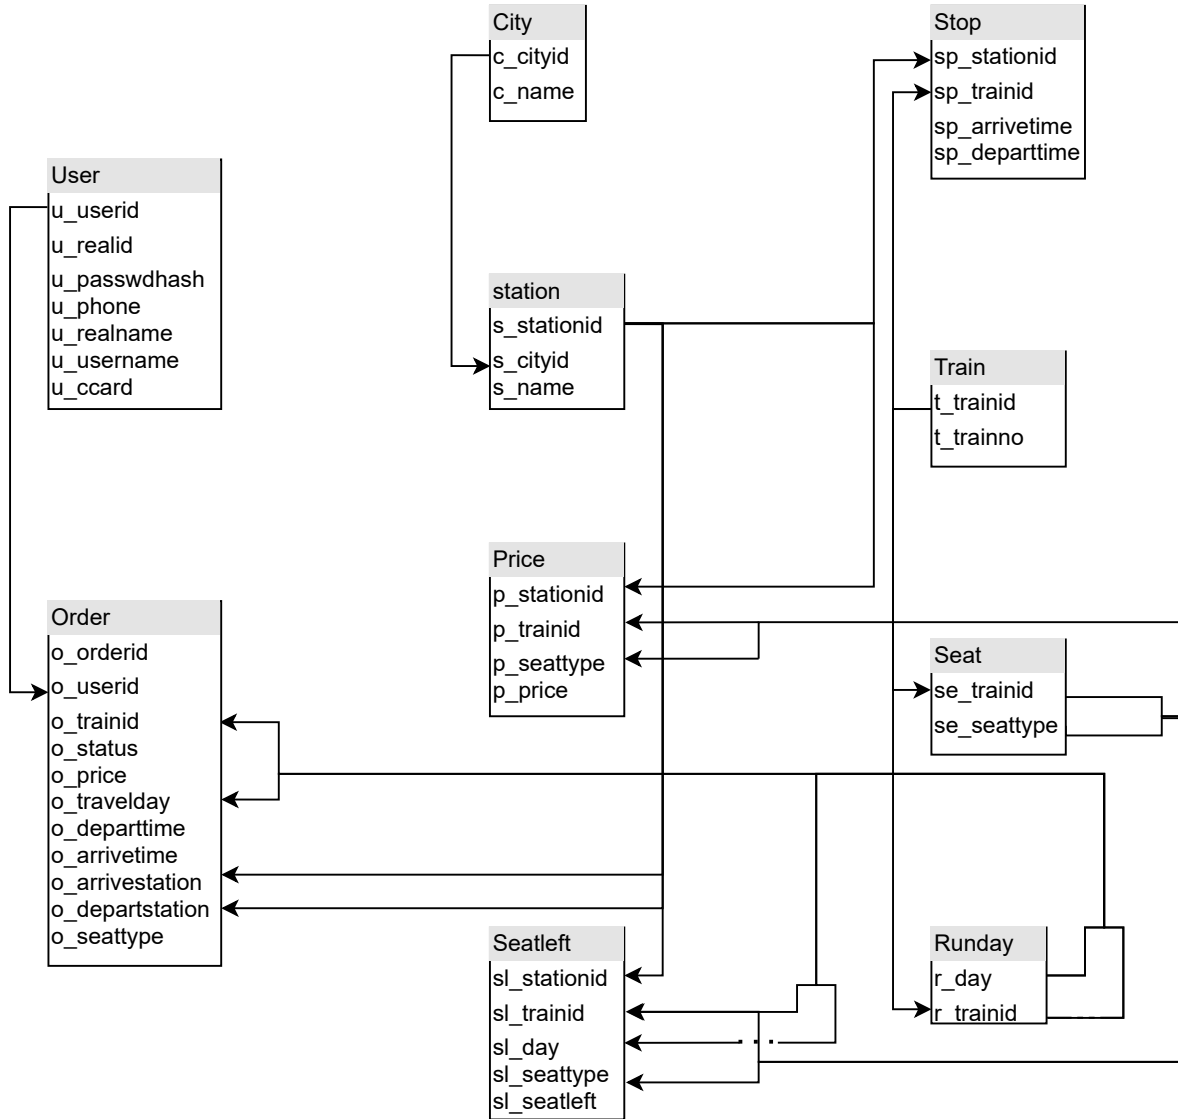 City
c_cityid
c_name
Stop
sp_stationid
sp_trainid
sp_arrivetime
sp_departtime
User
u_userid
u_realid
u_passwdhash
u_phone
u_realname
u_username
u_ccard
station
s_stationid
s_cityid
s_name
Train
t_trainid
t_trainno
Price
p_stationid
p_trainid
p_seattype
p_price
Order
o_orderid
o_userid
o_trainid
o_status
o_price
o_travelday
o_departtime
o_arrivetime
o_arrivestation
o_departstation
o_seattype
Seat
se_trainid
se_seattype
Seatleft
sl_stationid
sl_trainid
sl_day
sl_seattype
sl_seatleft
Runday
r_day
r_trainid